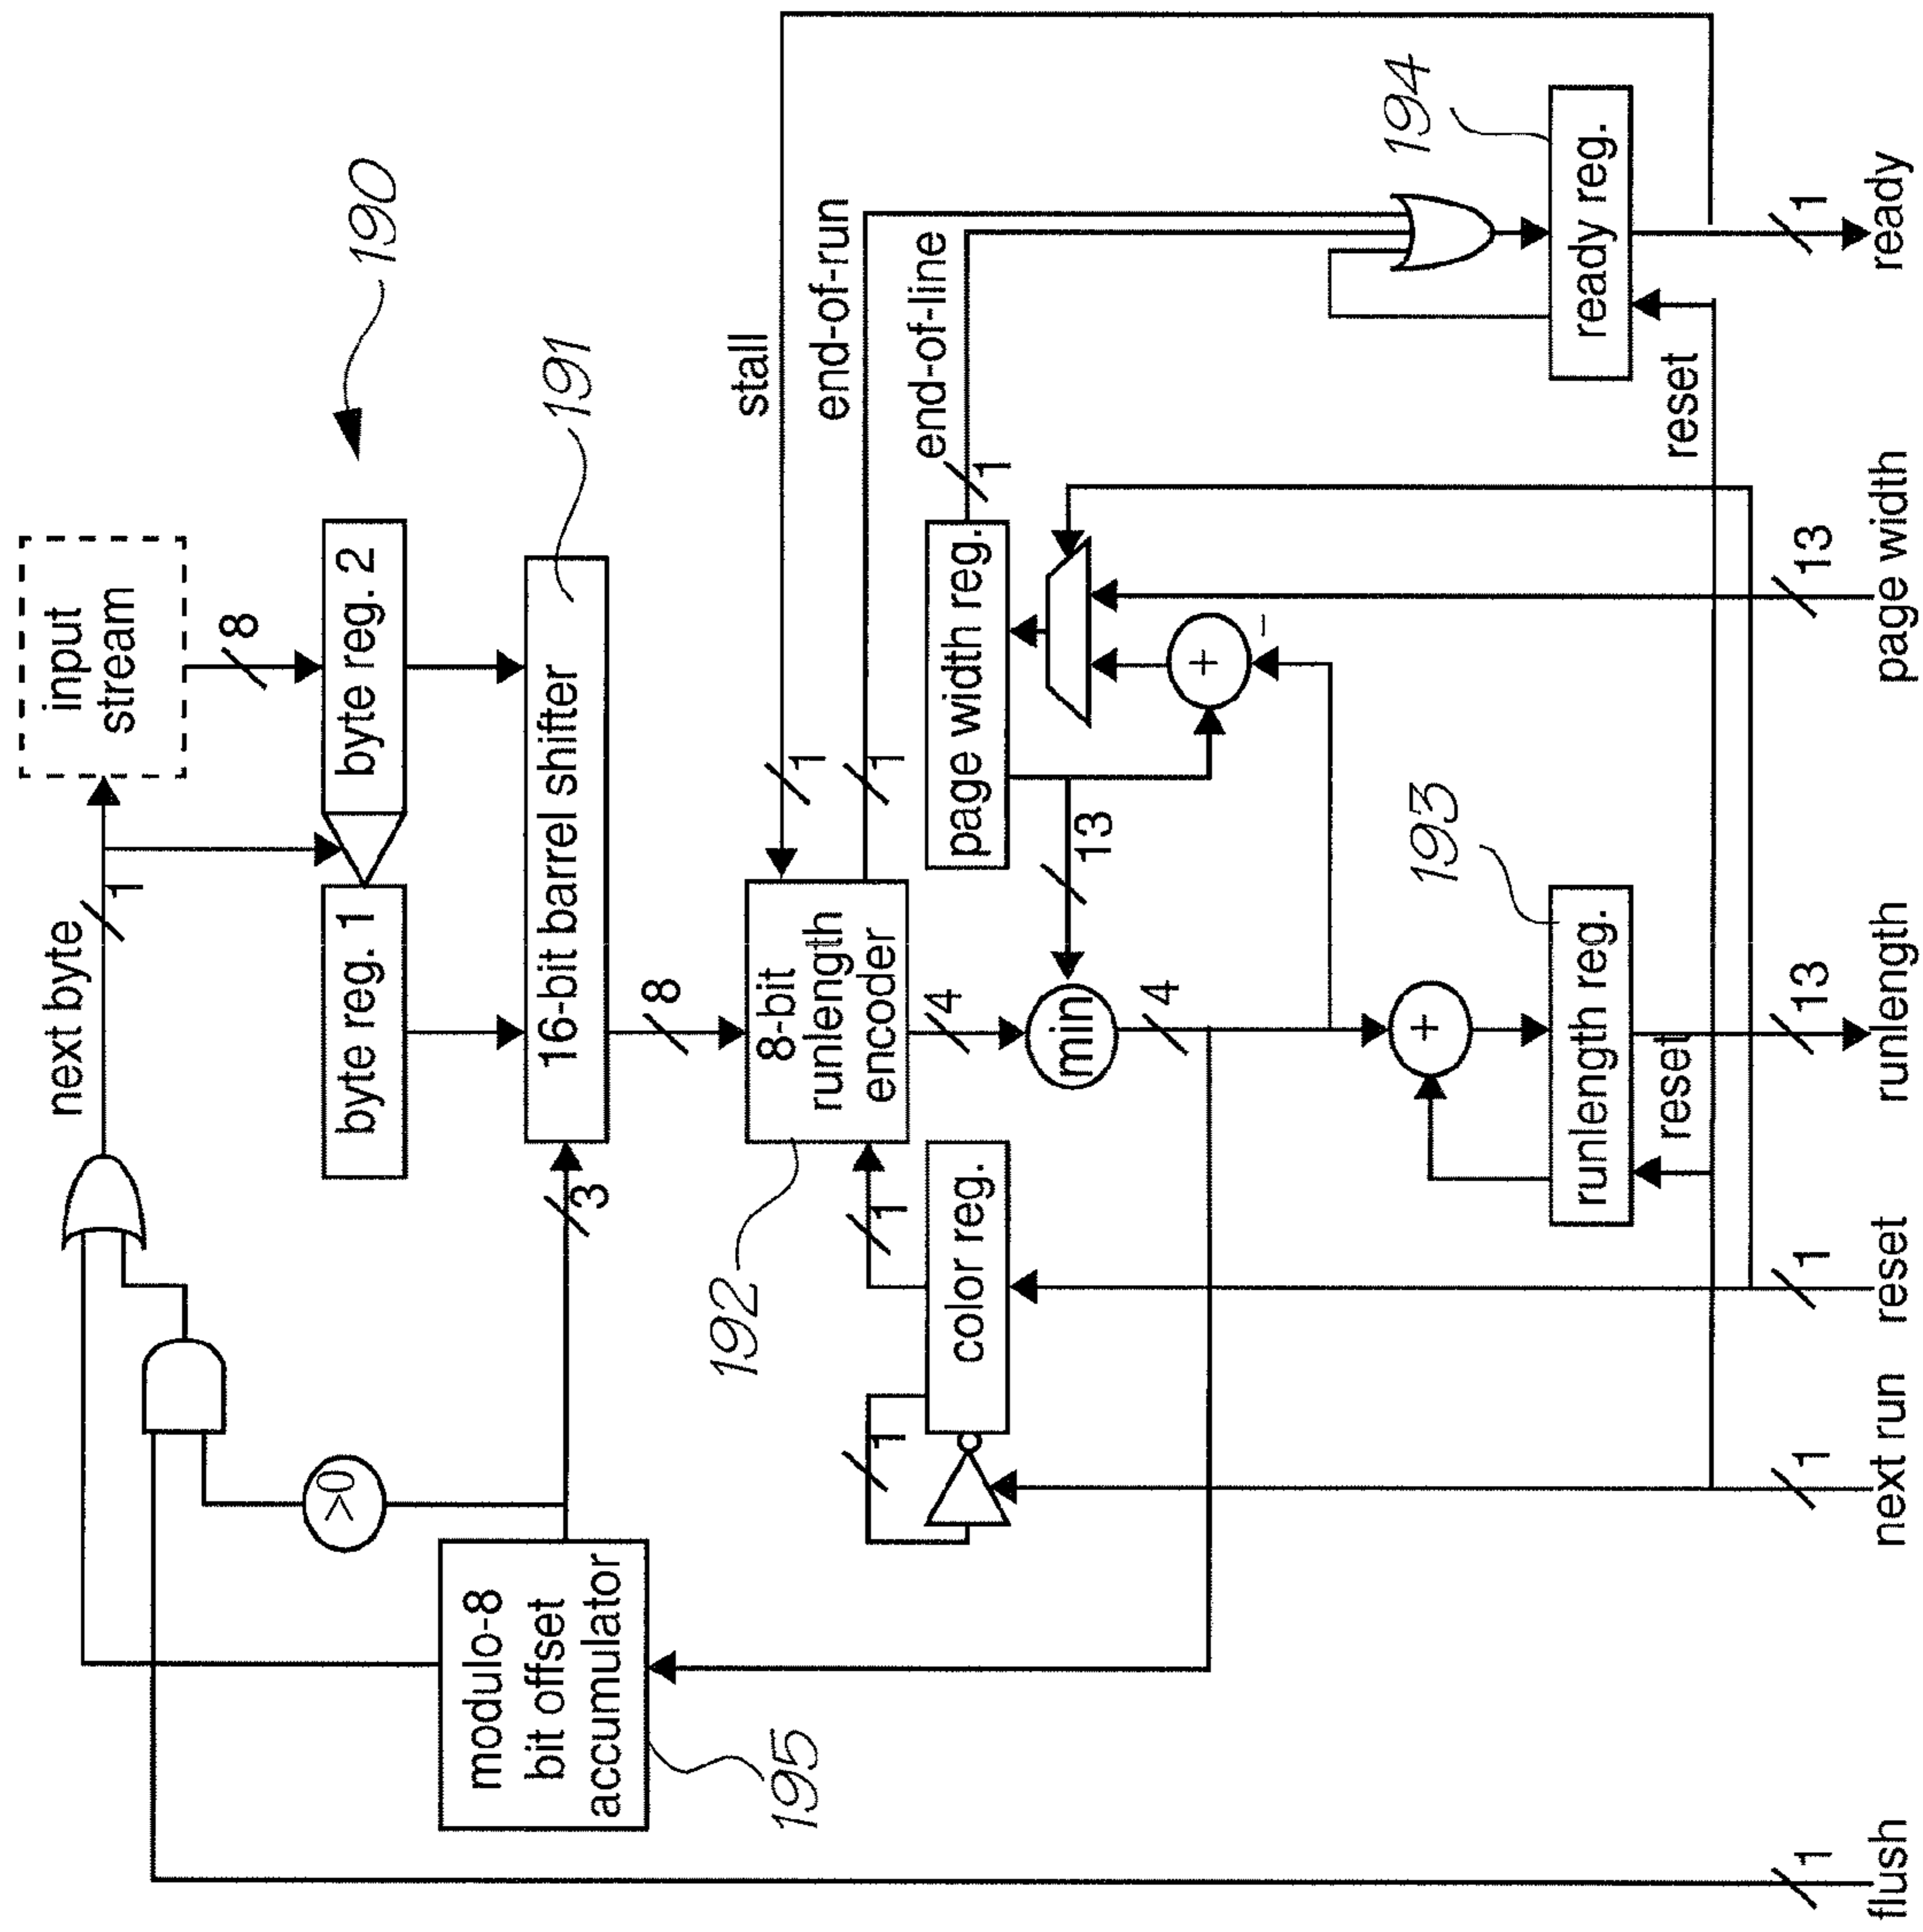 190
input
stream
next byte
1
8
byte reg. 1
byte reg. 2
191
16-bit barrel shifter
3
8
>0
modulo-8
bit offset
accumulator
195
stall
1
end-of-run
1
end-of-line
1
8-bit
runlength
encoder
192
4
1
color reg.
1
page width reg.
13
min
4
+
–
+
193
runlength reg.
reset
194
ready reg.
reset
1
flush
1
next run
1
reset
13
runlength
13
page width
1
ready